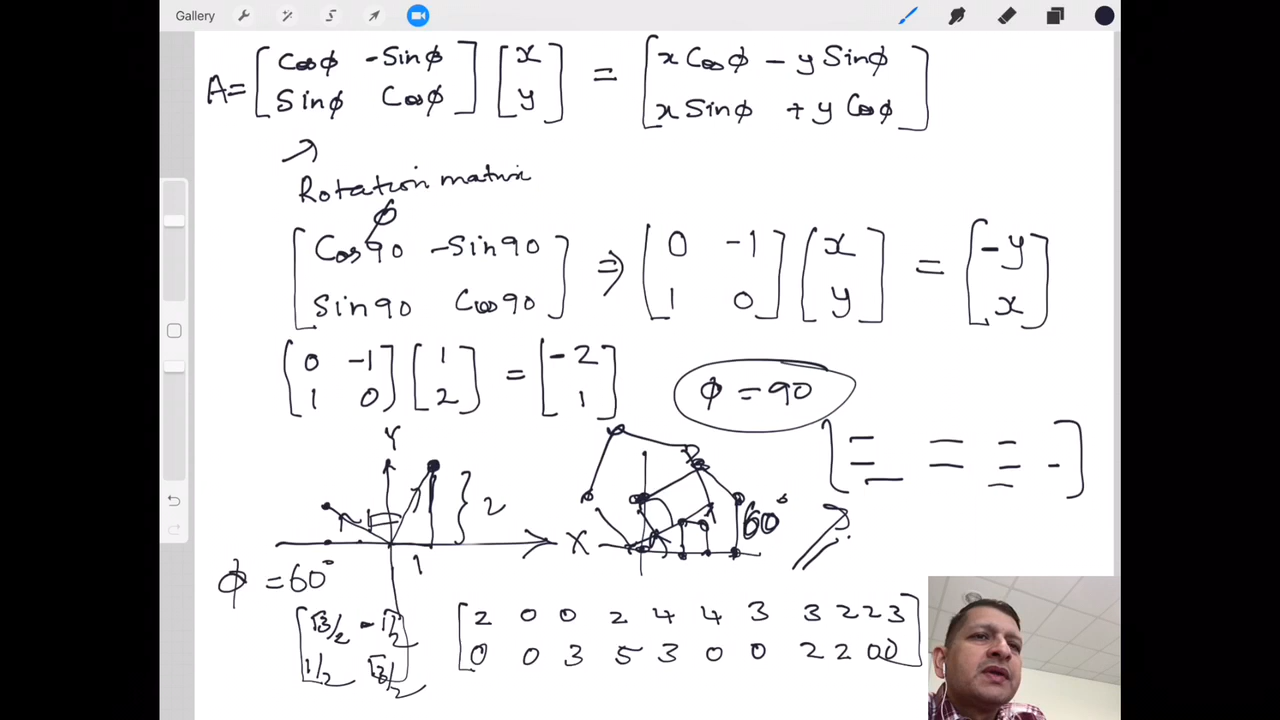 Gallery
A = [ Cosϕ -Sinϕ ] [ x ] = [ x Cosϕ - y Sinϕ ]
[ Sinϕ Cosϕ ] [ y ] [ x Sinϕ + y Cosϕ ]
Rotation matrix
ϕ
[ Cos90 -Sin90 ] ⇒ [ 0 -1 ] [ x ] = [ -y ]
[ Sin90 Cos90 ] [ 1 0 ] [ y ] [ x ]
[ 0 -1 ] [ 1 ] = [ -2 ]
[ 1 0 ] [ 2 ] [ 1 ]
ϕ = 90
Y
2
X
1
60°
ϕ = 60°
[ √3/2 -1/2 ]
[ 1/2 √3/2 ]
[ 2 0 0 2 4 4 3 3 2 2 3 ]
[ 0 0 3 5 3 0 0 2 2 0 0 ]